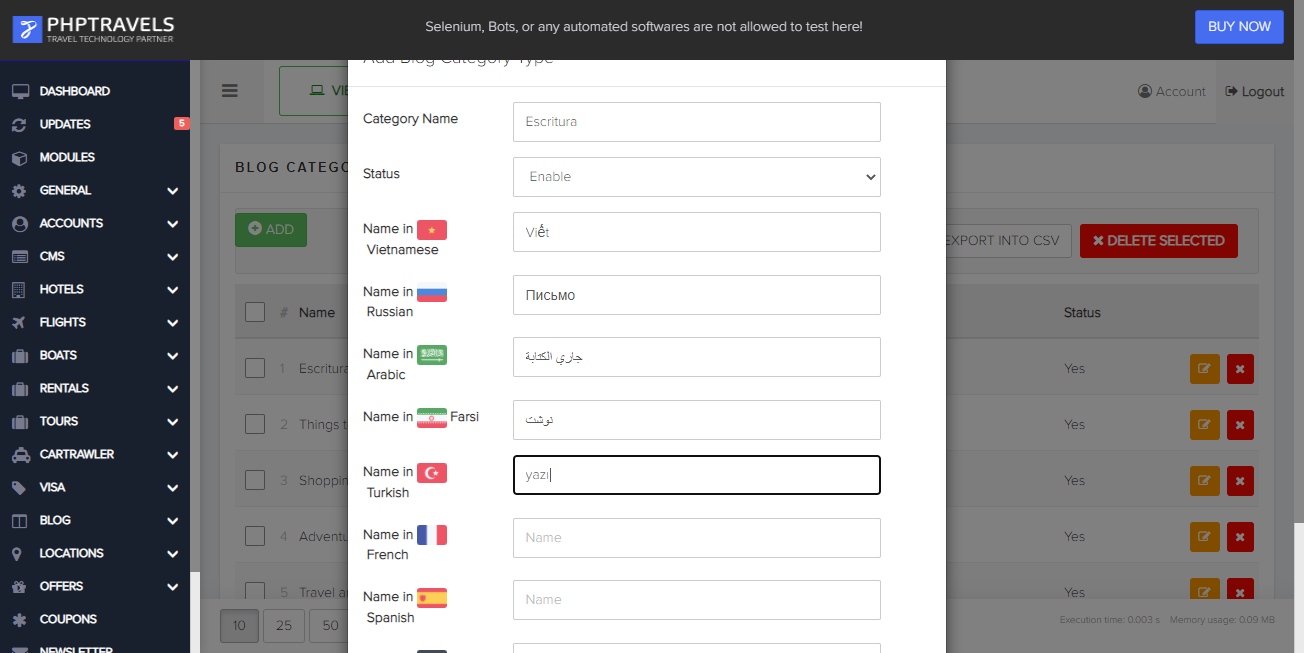 PHPTRAVELS
TRAVEL TECHNOLOGY PARTNER
Selenium, Bots, or any automated softwares are not allowed to test here!
BUY NOW
DASHBOARD
UPDATES
5
MODULES
GENERAL
ACCOUNTS
CMS
HOTELS
FLIGHTS
BOATS
RENTALS
TOURS
CARTRAWLER
VISA
BLOG
LOCATIONS
OFFERS
COUPONS
NEWSLETTER
Account
Logout
BLOG CATEGO
ADD
EXPORT INTO CSV
DELETE SELECTED
# Name
Status
1 Escritura
Yes
2 Things t
Yes
3 Shoppin
Yes
4 Adventu
Yes
5 Travel a
Yes
10
25
50
Execution time: 0.003 s
Memory usage: 0.09 MB
Add Blog Category Type
Category Name
Escritura
Status
Enable
Name in
Vietnamese
Viết
Name in
Russian
Письмо
Name in
Arabic
جاري الكتابة
Name in Farsi
نوشت
Name in
Turkish
yazı
Name in
French
Name
Name in
Spanish
Name